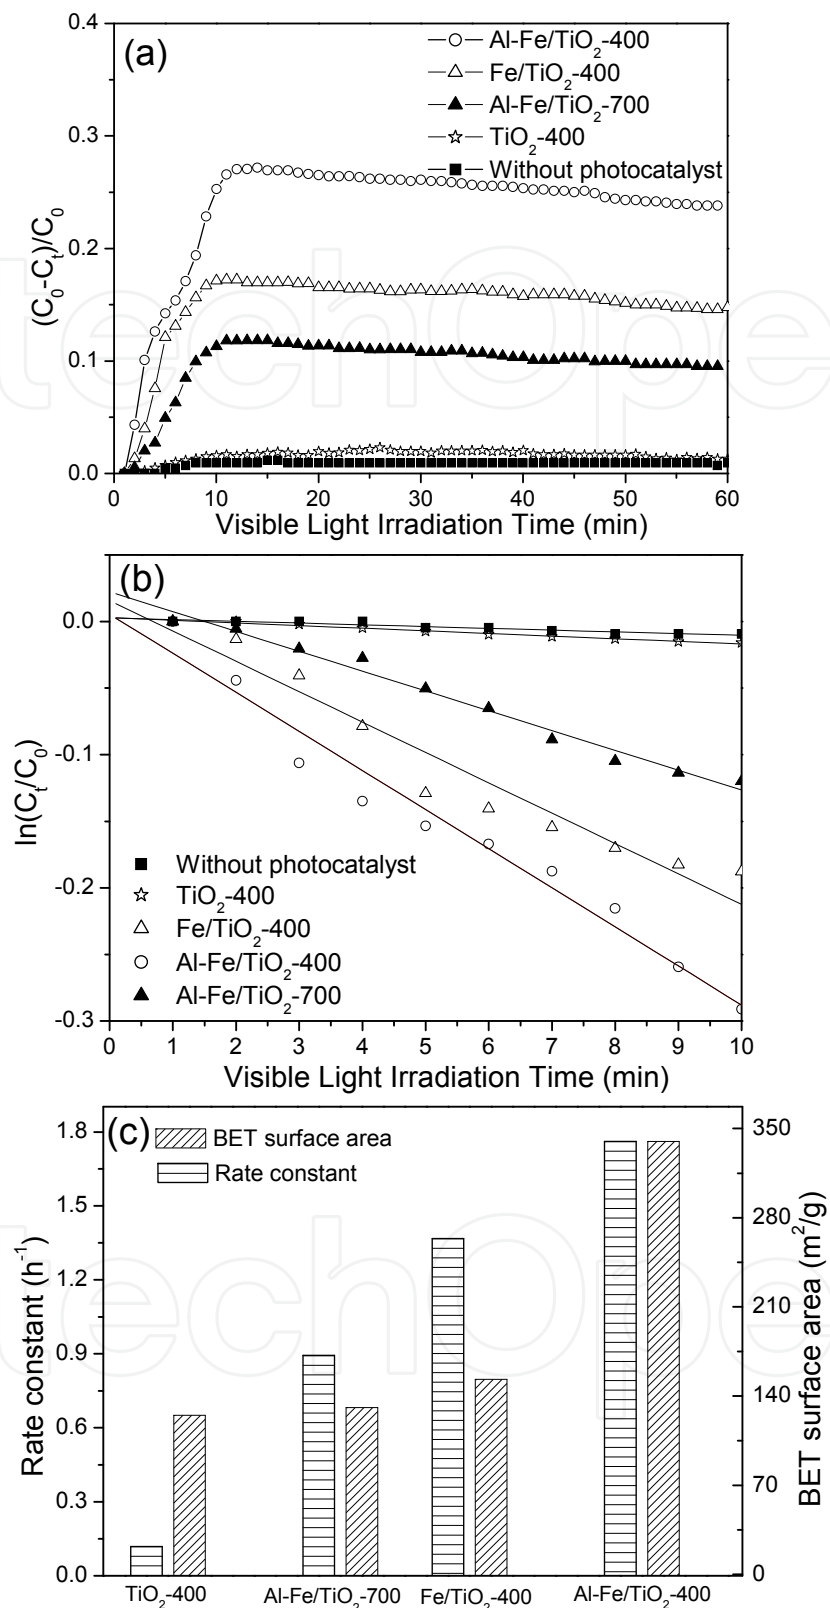 (a)
Al-Fe/TiO₂-400
Fe/TiO₂-400
Al-Fe/TiO₂-700
TiO₂-400
Without photocatalyst
(C₀-Cₜ)/C₀
0.4
0.3
0.2
0.1
0.0
0 10 20 30 40 50 60
Visible Light Irradiation Time (min)
(b)
ln(Cₜ/C₀)
0.0
-0.1
-0.2
-0.3
Without photocatalyst
TiO₂-400
Fe/TiO₂-400
Al-Fe/TiO₂-400
Al-Fe/TiO₂-700
0 1 2 3 4 5 6 7 8 9 10
Visible Light Irradiation Time (min)
(c)
BET surface area
Rate constant
Rate constant (h⁻¹)
1.8
1.5
1.2
0.9
0.6
0.3
0.0
350
280
210
140
70
0
BET surface area (m²/g)
TiO₂-400 Al-Fe/TiO₂-700 Fe/TiO₂-400 Al-Fe/TiO₂-400
techOpe
techOpe